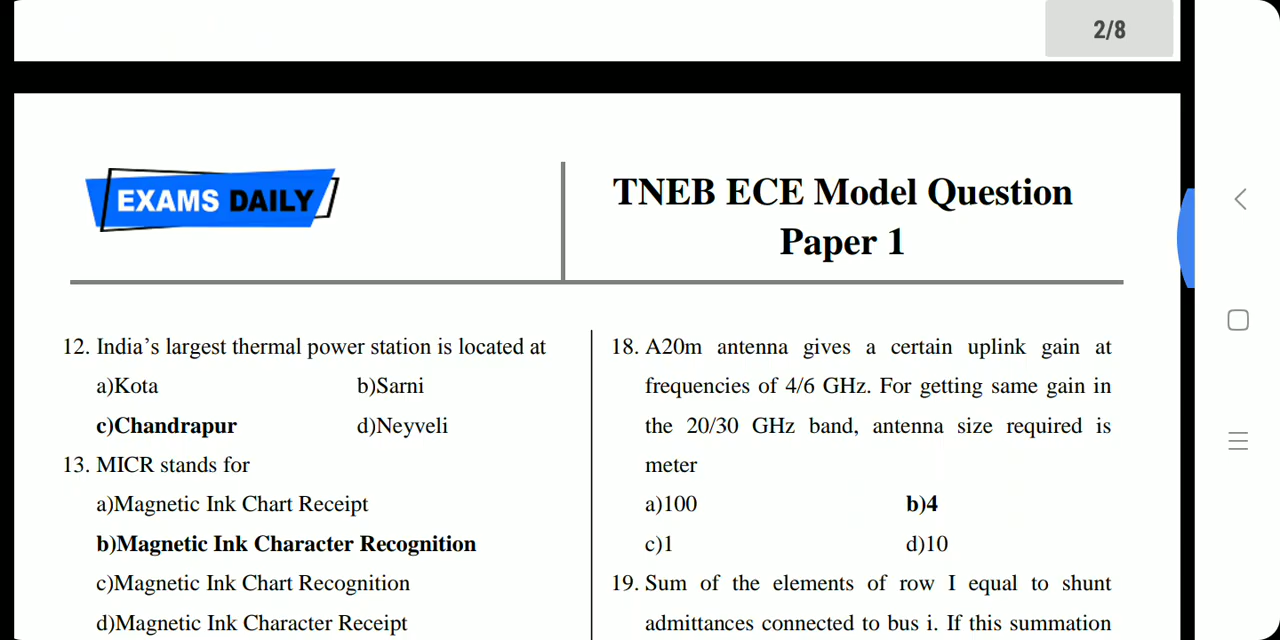 2/8
EXAMS DAILY
TNEB ECE Model Question
Paper 1
12. India's largest thermal power station is located at
a)Kota b)Sarni
c)Chandrapur d)Neyveli
13. MICR stands for
a)Magnetic Ink Chart Receipt
b)Magnetic Ink Character Recognition
c)Magnetic Ink Chart Recognition
d)Magnetic Ink Character Receipt
18. A20m antenna gives a certain uplink gain at
frequencies of 4/6 GHz. For getting same gain in
the 20/30 GHz band, antenna size required is
meter
a)100 b)4
c)1 d)10
19. Sum of the elements of row I equal to shunt
admittances connected to bus i. If this summation